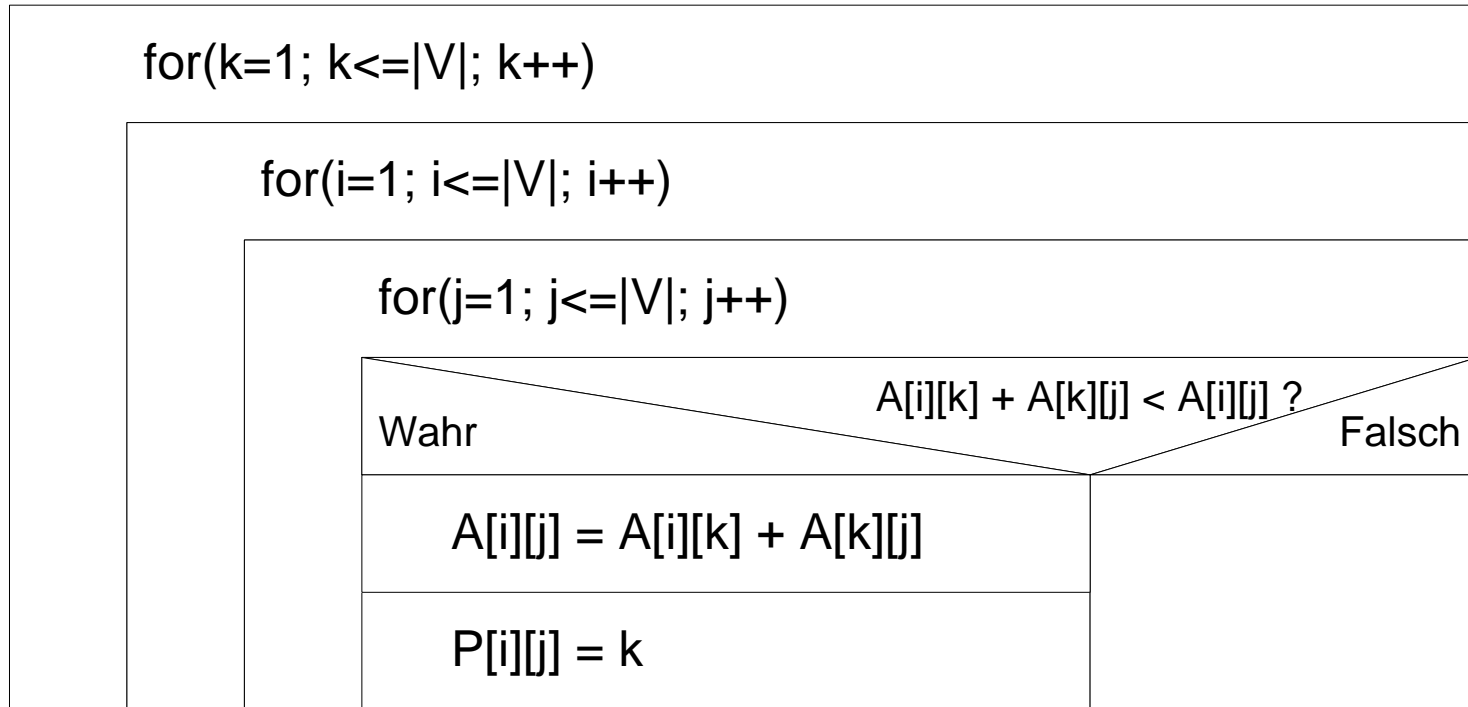 for(k=1; k<=|V|; k++)
for(i=1; i<=|V|; i++)
for(j=1; j<=|V|; j++)
A[i][k] + A[k][j] < A[i][j] ?
Wahr
Falsch
A[i][j] = A[i][k] + A[k][j]
P[i][j] = k